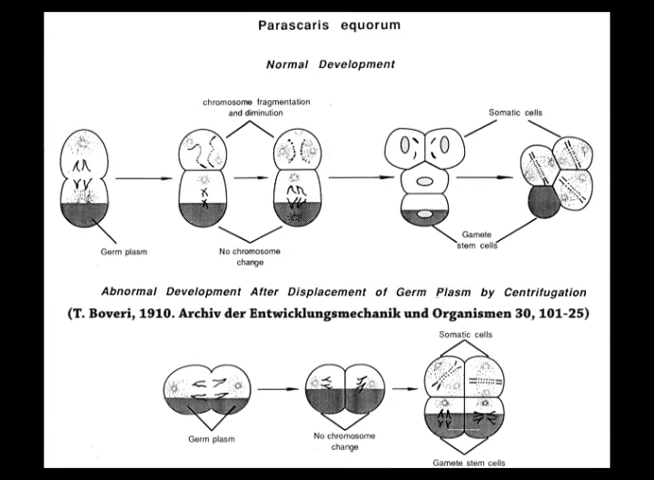 Parascaris equorum
Normal Development
chromosome fragmentation
and diminution
Somatic cells
Germ plasm
No chromosome
change
Gamete
stem cells
Abnormal Development After Displacement of Germ Plasm by Centrifugation
(T. Boveri, 1910. Archiv der Entwicklungsmechanik und Organismen 30, 101-25)
Somatic cells
Germ plasm
No chromosome
change
Gamete stem cells